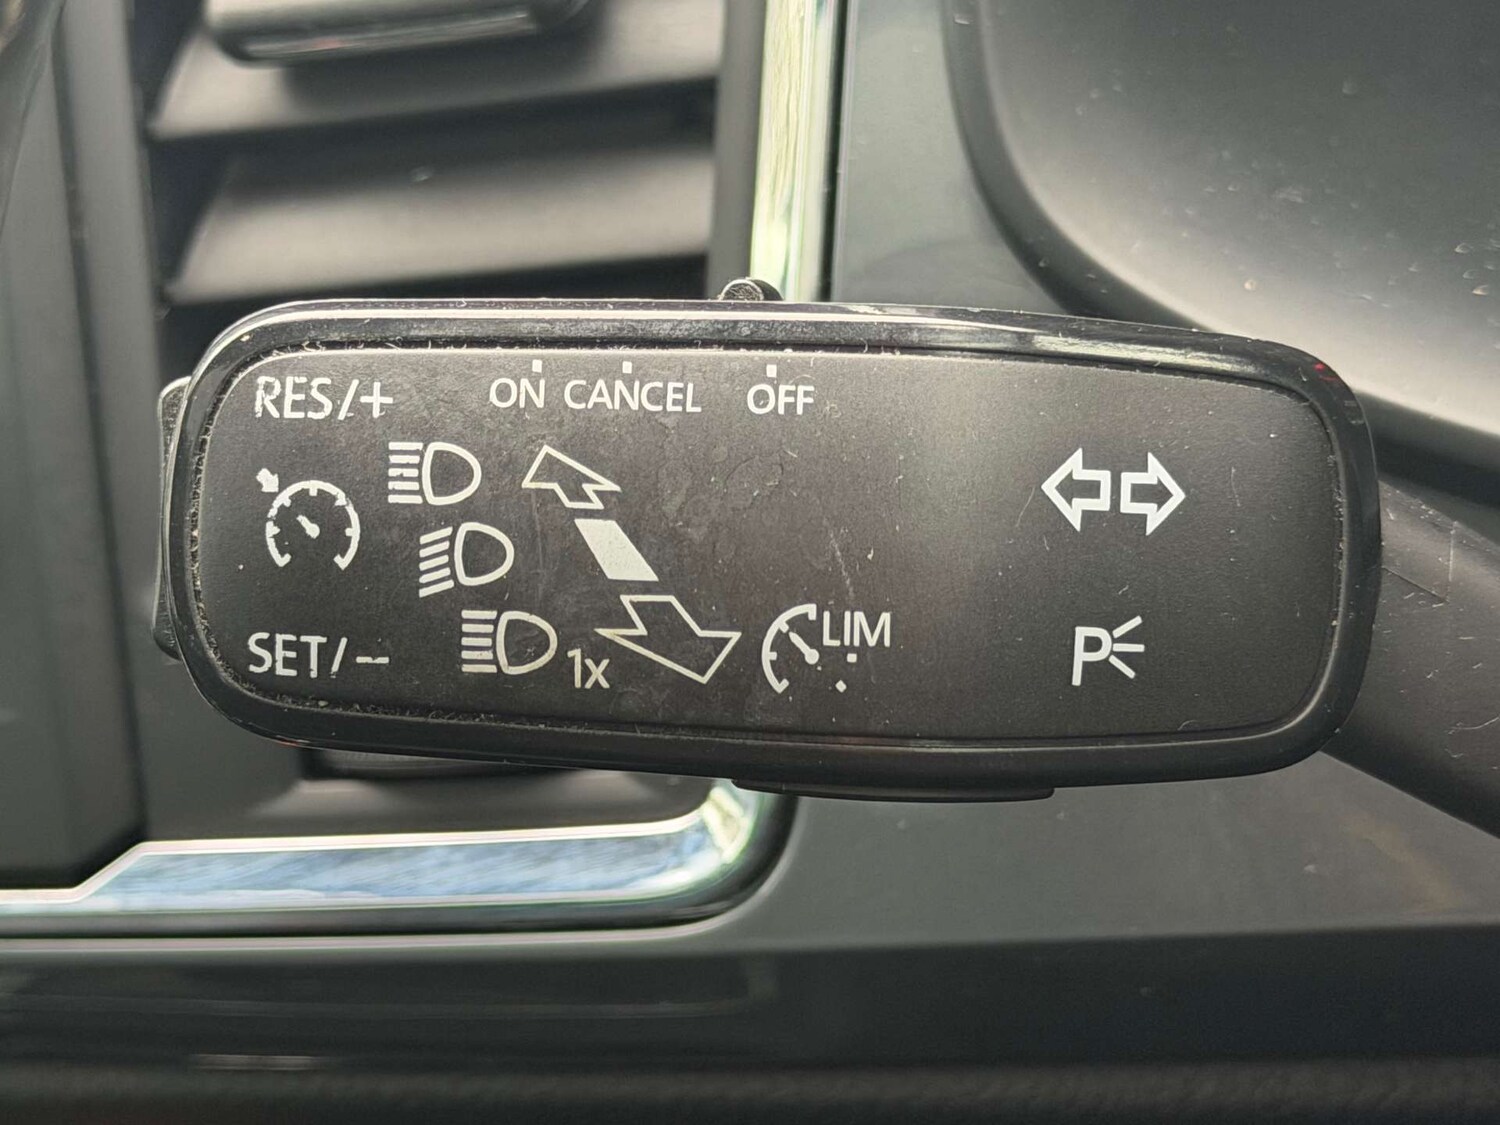 RES/+ ON CANCEL OFF
LIM
SET/– 1x P